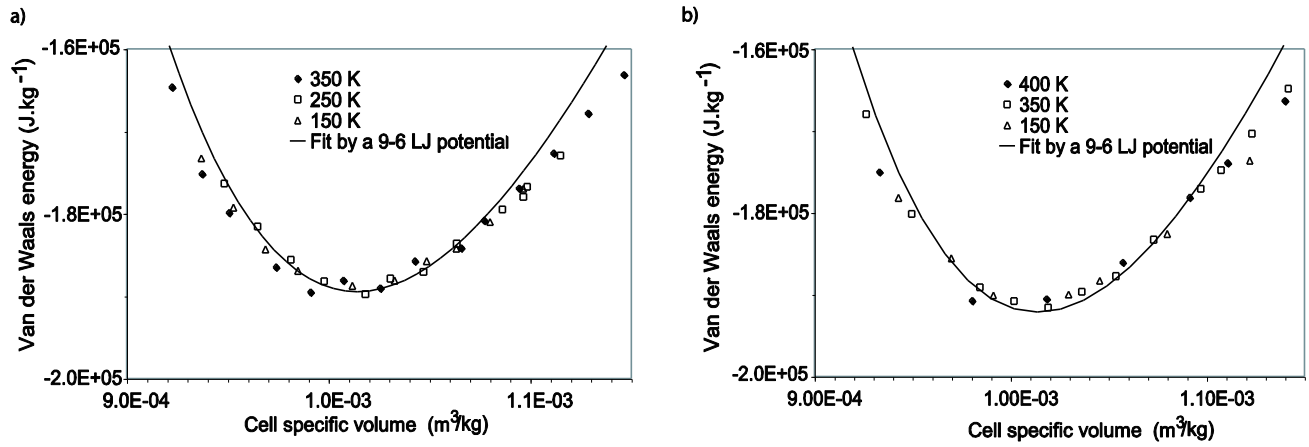 a)
-1.6E+05
350 K
250 K
150 K
Fit by a 9-6 LJ potential
-1.8E+05
-2.0E+05
Van der Waals energy (J.kg-1)
9.0E-04 1.0E-03 1.1E-03
Cell specific volume (m3/kg)
b)
-1.6E+05
400 K
350 K
150 K
Fit by a 9-6 LJ potential
-1.8E+05
-2.0E+05
Van der Waals energy (J.kg-1)
9.00E-04 1.00E-03 1.10E-03
Cell specific volume (m3/kg)